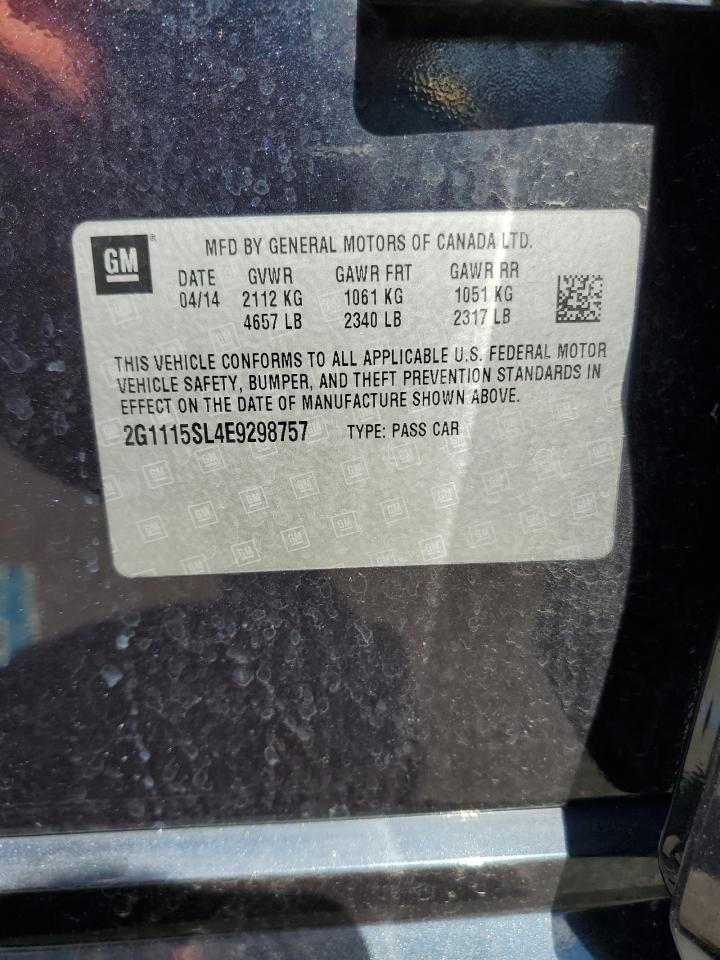 GM ®
MFD BY GENERAL MOTORS OF CANADA LTD.
DATE GVWR GAWR FRT GAWR RR
04/14 2112 KG 1061 KG 1051 KG
4657 LB 2340 LB 2317 LB
THIS VEHICLE CONFORMS TO ALL APPLICABLE U.S. FEDERAL MOTOR
VEHICLE SAFETY, BUMPER, AND THEFT PREVENTION STANDARDS IN
EFFECT ON THE DATE OF MANUFACTURE SHOWN ABOVE.
2G1115SL4E9298757 TYPE: PASS CAR